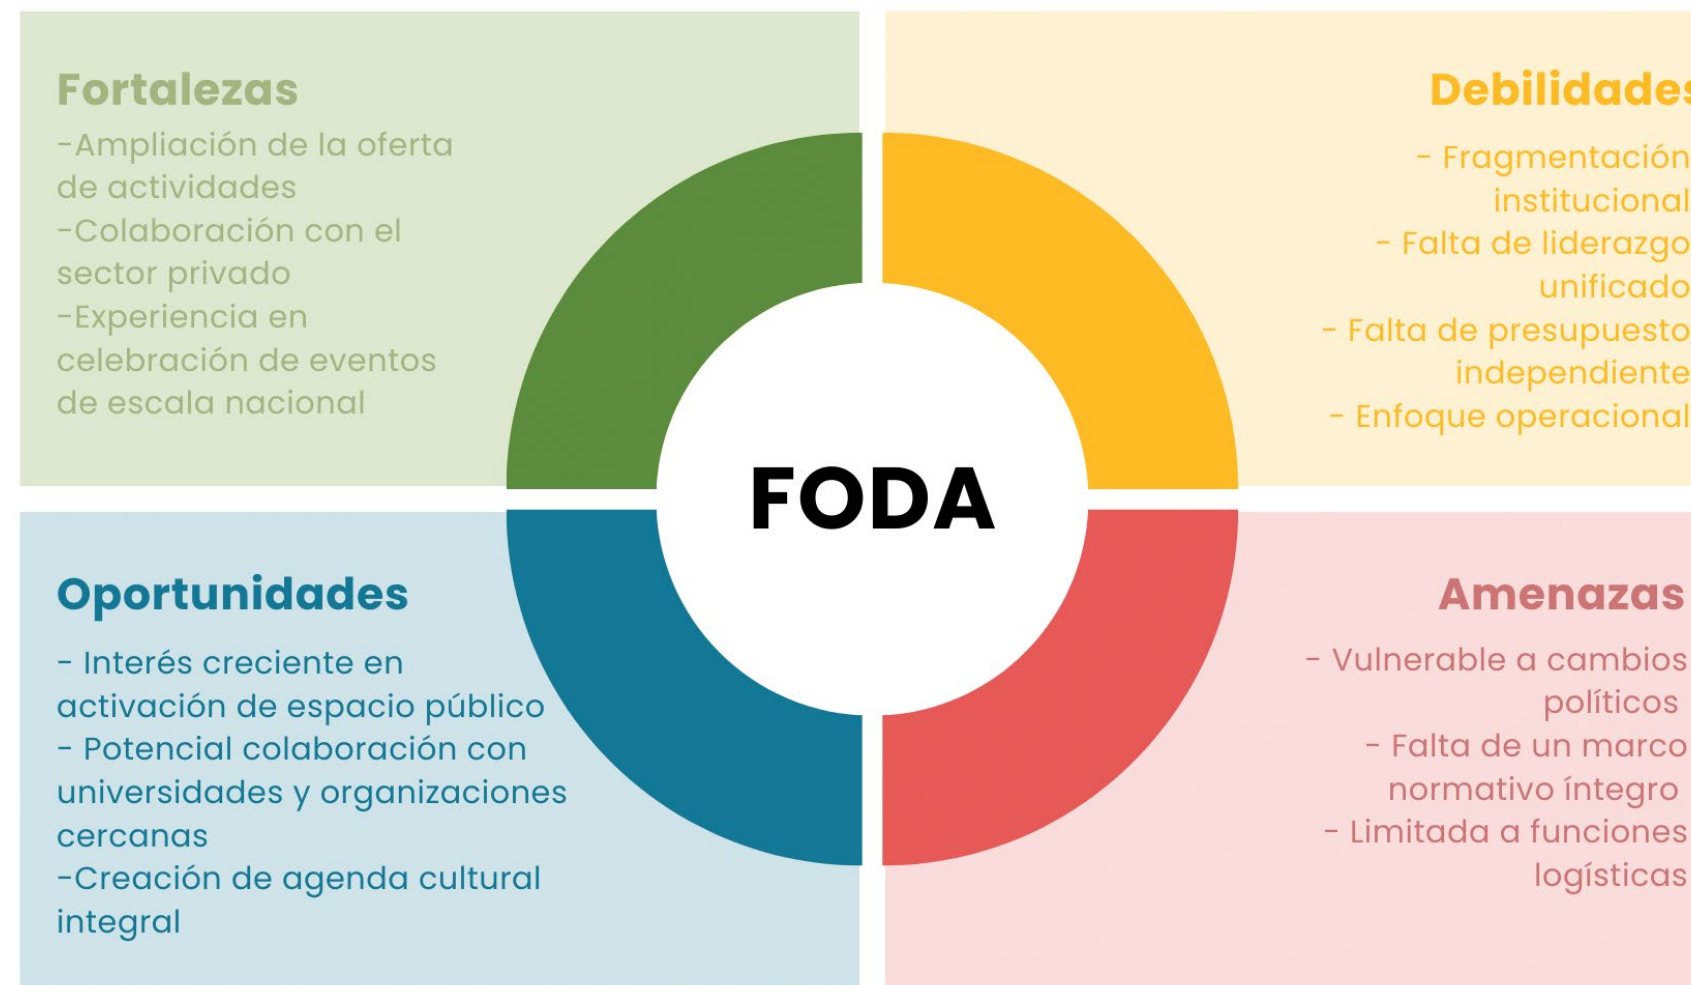 Fortalezas
-Ampliación de la oferta
de actividades
-Colaboración con el
sector privado
-Experiencia en
celebración de eventos
de escala nacional
Debilidades
- Fragmentación
institucional
- Falta de liderazgo
unificado
- Falta de presupuesto
independiente
- Enfoque operacional
FODA
Oportunidades
- Interés creciente en
activación de espacio público
- Potencial colaboración con
universidades y organizaciones
cercanas
-Creación de agenda cultural
integral
Amenazas
- Vulnerable a cambios
políticos
- Falta de un marco
normativo íntegro
- Limitada a funciones
logísticas